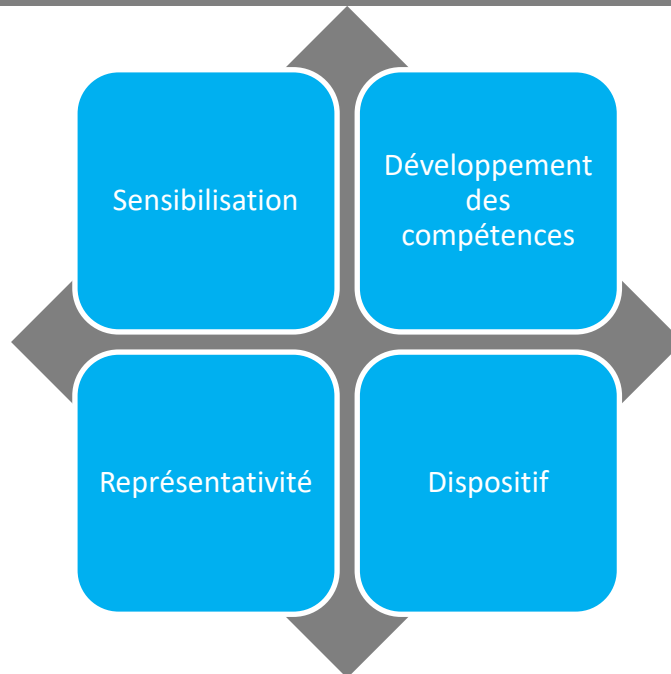 Sensibilisation
Développement
des
compétences
Représentativité
Dispositif